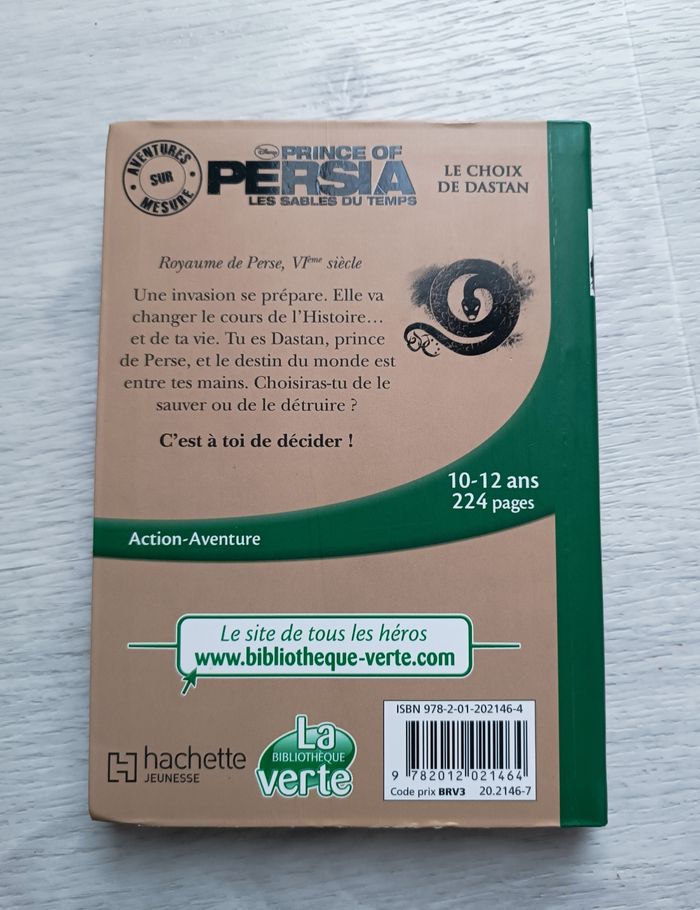 AVENTURES
SUR
MESURE
Disney
PRINCE OF
PERSIA
LES SABLES DU TEMPS
LE CHOIX
DE DASTAN
Royaume de Perse, VIème siècle
Une invasion se prépare. Elle va
changer le cours de l’Histoire…
et de ta vie. Tu es Dastan, prince
de Perse, et le destin du monde est
entre tes mains. Choisiras-tu de le
sauver ou de le détruire ?
C’est à toi de décider !
10-12 ans
224 pages
Action-Aventure
Le site de tous les héros
www.bibliotheque-verte.com
hachette
JEUNESSE
La
BIBLIOTHÈQUE
verte
ISBN 978-2-01-202146-4
9 782012 021464
Code prix BRV3 20.2146-7